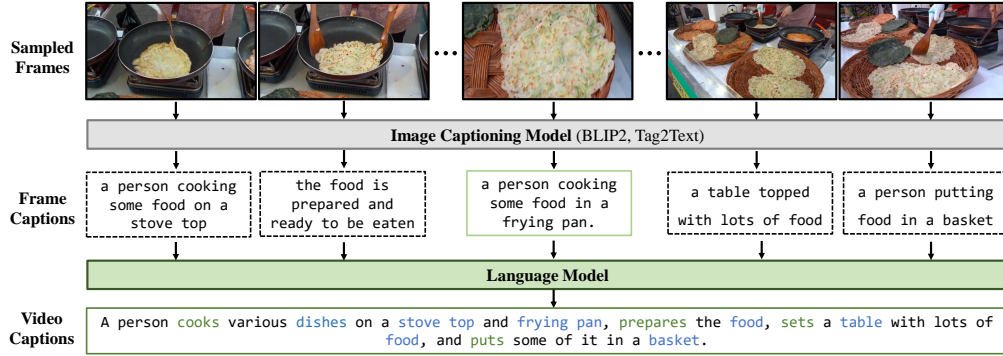 Sampled
Frames
Image Captioning Model (BLIP2, Tag2Text)
Frame
Captions
a person cooking
some food on a
stove top
the food is
prepared and
ready to be eaten
a person cooking
some food in a
frying pan.
a table topped
with lots of food
a person putting
food in a basket
Language Model
Video
Captions
A person cooks various dishes on a stove top and frying pan, prepares the food, sets a table with lots of
food, and puts some of it in a basket.